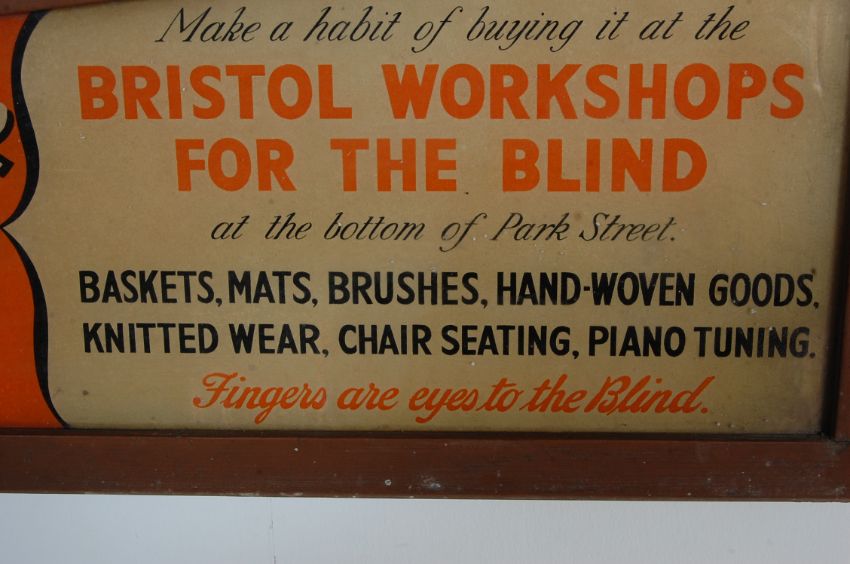 Make a habit of buying it at the
BRISTOL WORKSHOPS
FOR THE BLIND
at the bottom of Park Street.
BASKETS, MATS, BRUSHES, HAND-WOVEN GOODS,
KNITTED WEAR, CHAIR SEATING, PIANO TUNING.
Fingers are eyes to the Blind.